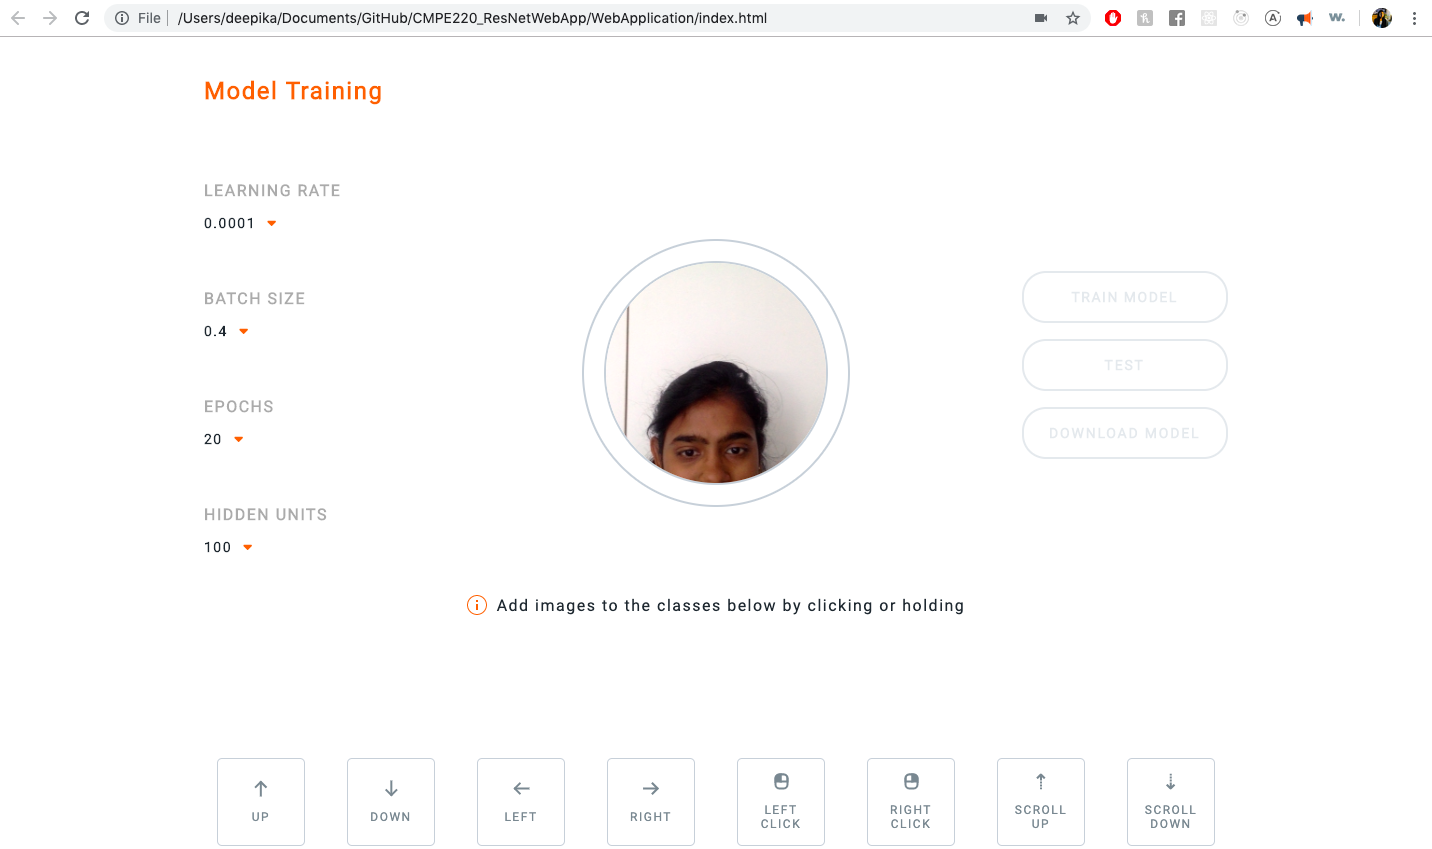 File /Users/deepika/Documents/GitHub/CMPE220_ResNetWebApp/WebApplication/index.html
w.
Model Training
LEARNING RATE
0.0001
BATCH SIZE
0.4
EPOCHS
20
HIDDEN UNITS
100
TRAIN MODEL
TEST
DOWNLOAD MODEL
Add images to the classes below by clicking or holding
UP
DOWN
LEFT
RIGHT
LEFT
CLICK
RIGHT
CLICK
SCROLL
UP
SCROLL
DOWN